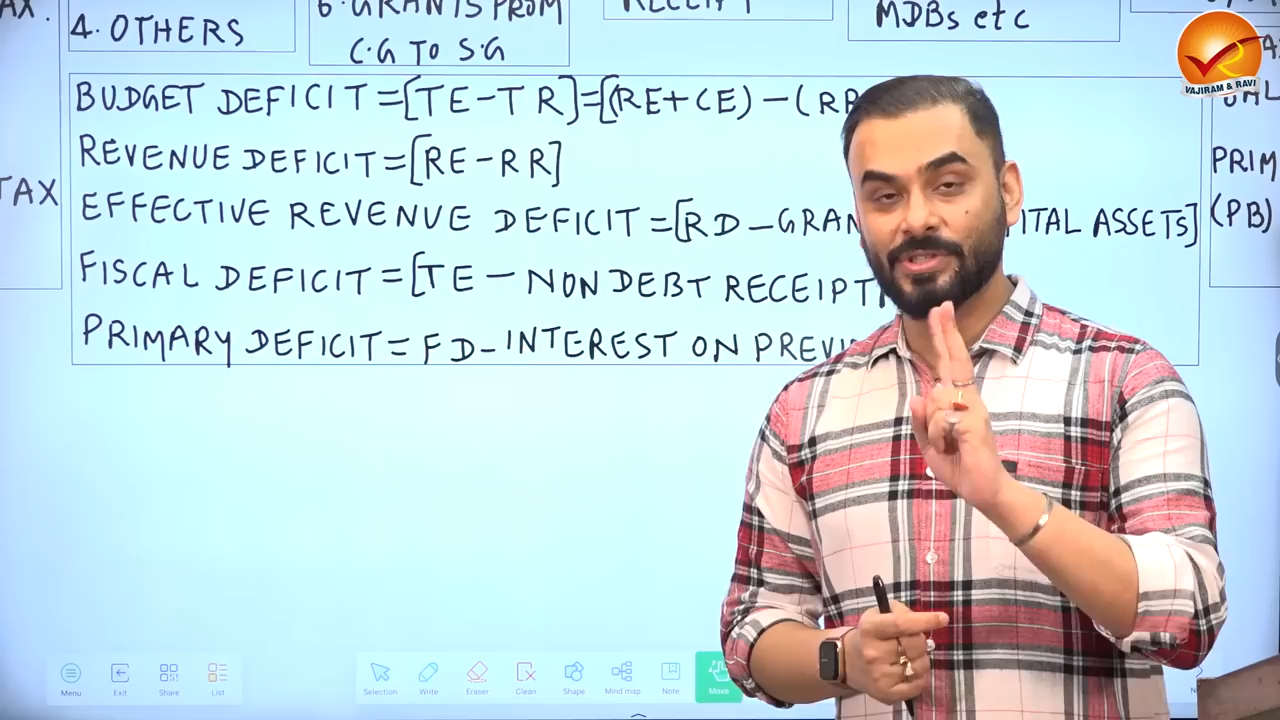 4. OTHERS
6. GRANTS FROM
C.G TO S.G
RECEIPT
MDBs etc
VAJIRAM & RAVI
BUDGET DEFICIT = [TE - TR] = [(RE + CE) - (RR
REVENUE DEFICIT = [RE - RR]
TAX
EFFECTIVE REVENUE DEFICIT = [RD - GRAN ITAL ASSETS]
FISCAL DEFICIT = [TE - NON DEBT RECEIPT
PRIMARY DEFICIT = FD - INTEREST ON PREVI
PRIM
(PB)
Menu
Exit
Share
List
Selection
Write
Eraser
Clean
Shape
Mind map
Note
Move